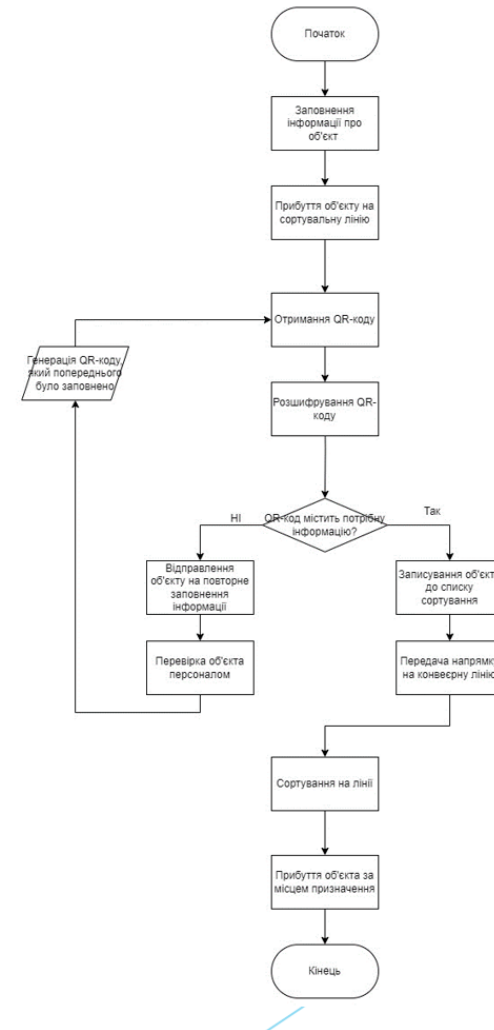 Початок
Заповнення
інформації про
об'єкт
Прибуття об'єкту на
сортувальну лінію
Отримання QR-коду
Генерація QR-коду,
який попереднього
було заповнено
Розшифрування QR-
коду
QR-код містить потрібну
інформацію?
НІ
Так
Відправлення
об'єкту на повторне
заповнення
інформації
Записування об'єкт
до списку
сортування
Перевірка об'єкта
персоналом
Передача напрямку
на конвеєрну лінію
Сортування на лінії
Прибуття об'єкта за
місцем призначення
Кінець